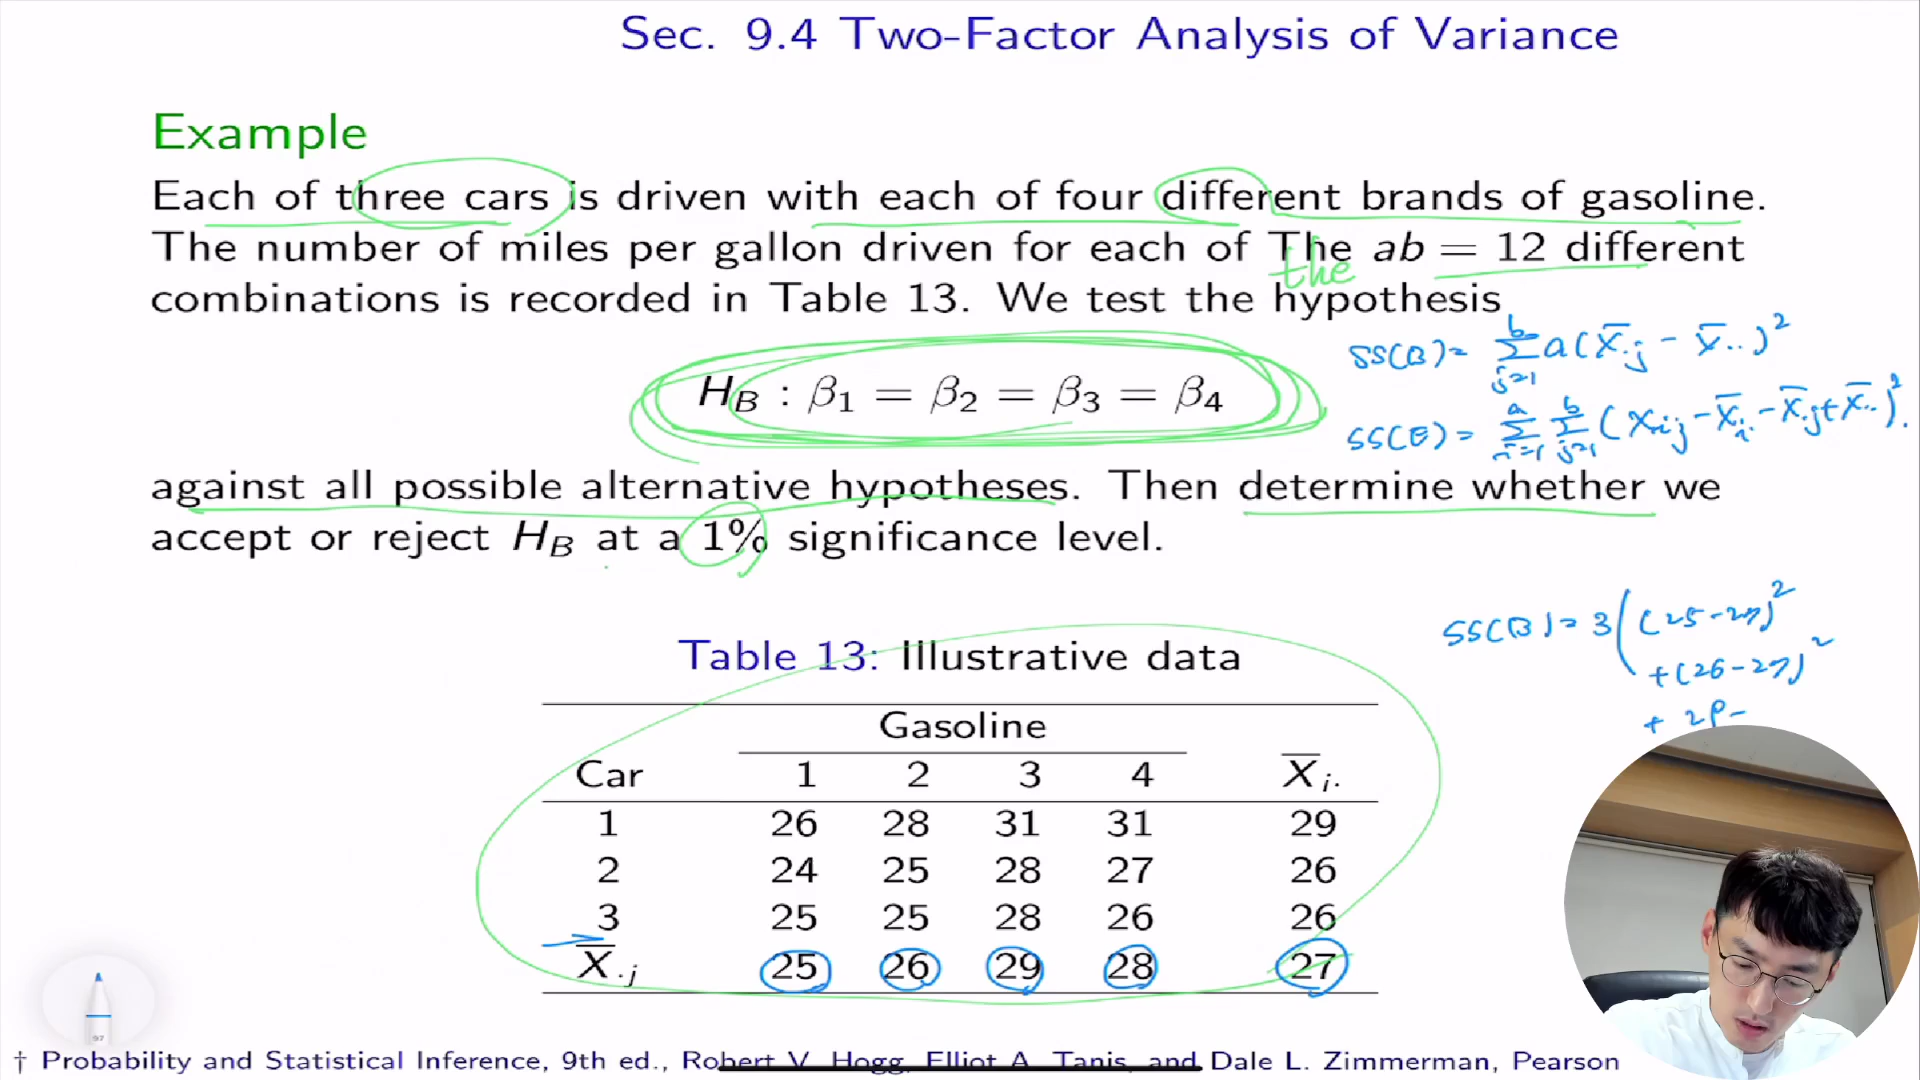 Sec. 9.4 Two-Factor Analysis of Variance
Example
Each of three cars is driven with each of four different brands of gasoline.
The number of miles per gallon driven for each of The ab = 12 different
the
combinations is recorded in Table 13. We test the hypothesis
SS(B) = ∑_{j=1}^{b} a(X̄.j − X̄..)²
H_B : β₁ = β₂ = β₃ = β₄
SS(E) = ∑_{i=1}^{a} ∑_{j=1}^{b} (Xij − X̄i. − X̄.j + X̄..)².
against all possible alternative hypotheses. Then determine whether we
accept or reject H_B at a 1% significance level.
SS(B) = 3((25−27)²
+(26−27)²
+ 29−
Table 13: Illustrative data
Gasoline
Car 1 2 3 4 X̄i.
1 26 28 31 31 29
2 24 25 28 27 26
3 25 25 28 26 26
X̄.j 25 26 29 28 27
97
† Probability and Statistical Inference, 9th ed., Robert V. Hogg, Elliot A. Tanis, and Dale L. Zimmerman, Pearson